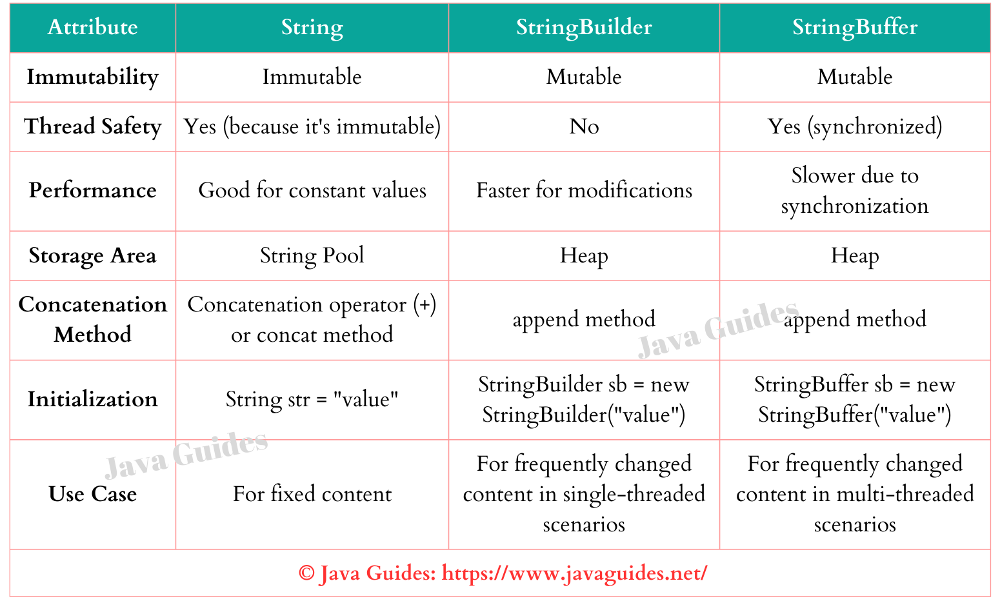 Attribute String StringBuilder StringBuffer
Immutability Immutable Mutable Mutable
Thread Safety Yes (because it's immutable) No Yes (synchronized)
Performance Good for constant values Faster for modifications Slower due to
synchronization
Storage Area String Pool Heap Heap
Concatenation
Method
Concatenation operator (+)
or concat method
append method
append method
Java Guides
Initialization
String str = "value"
StringBuilder sb = new
StringBuilder("value")
StringBuffer sb = new
StringBuffer("value")
Java Guides
Use Case
For fixed content
For frequently changed
content in single-threaded
scenarios
For frequently changed
content in multi-threaded
scenarios
© Java Guides: https://www.javaguides.net/